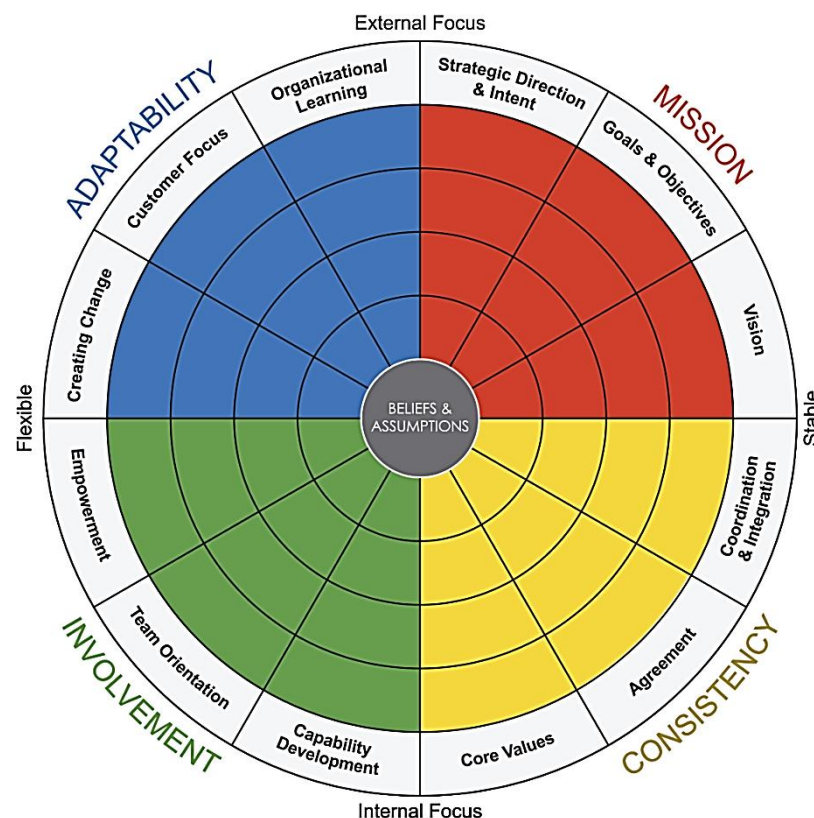 External Focus
ADAPTABILITY
MISSION
Organizational
Learning
Strategic Direction
& Intent
Customer Focus
Goals & Objectives
Creating Change
Vision
Flexible
BELIEFS &
ASSUMPTIONS
Stable
Empowerment
Coordination
& Integration
Team Orientation
Agreement
Capability
Development
Core Values
INVOLVEMENT
CONSISTENCY
Internal Focus